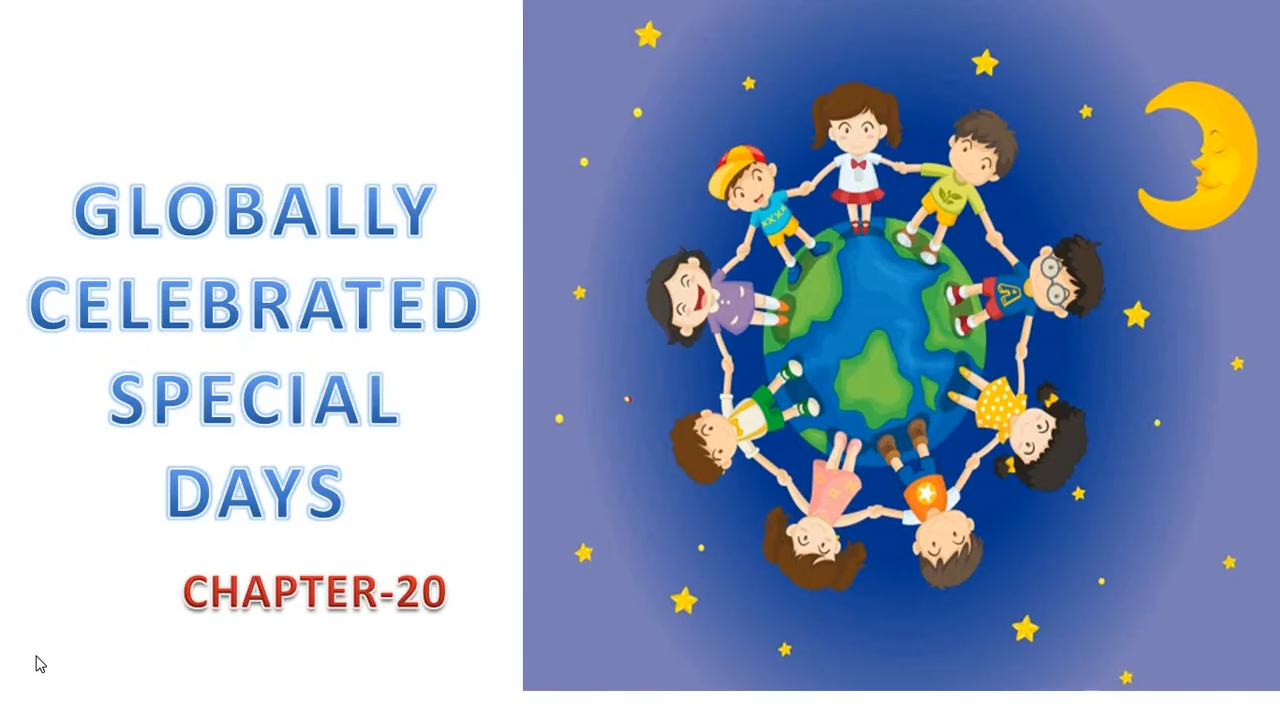 GLOBALLY
CELEBRATED
SPECIAL
DAYS
CHAPTER-20